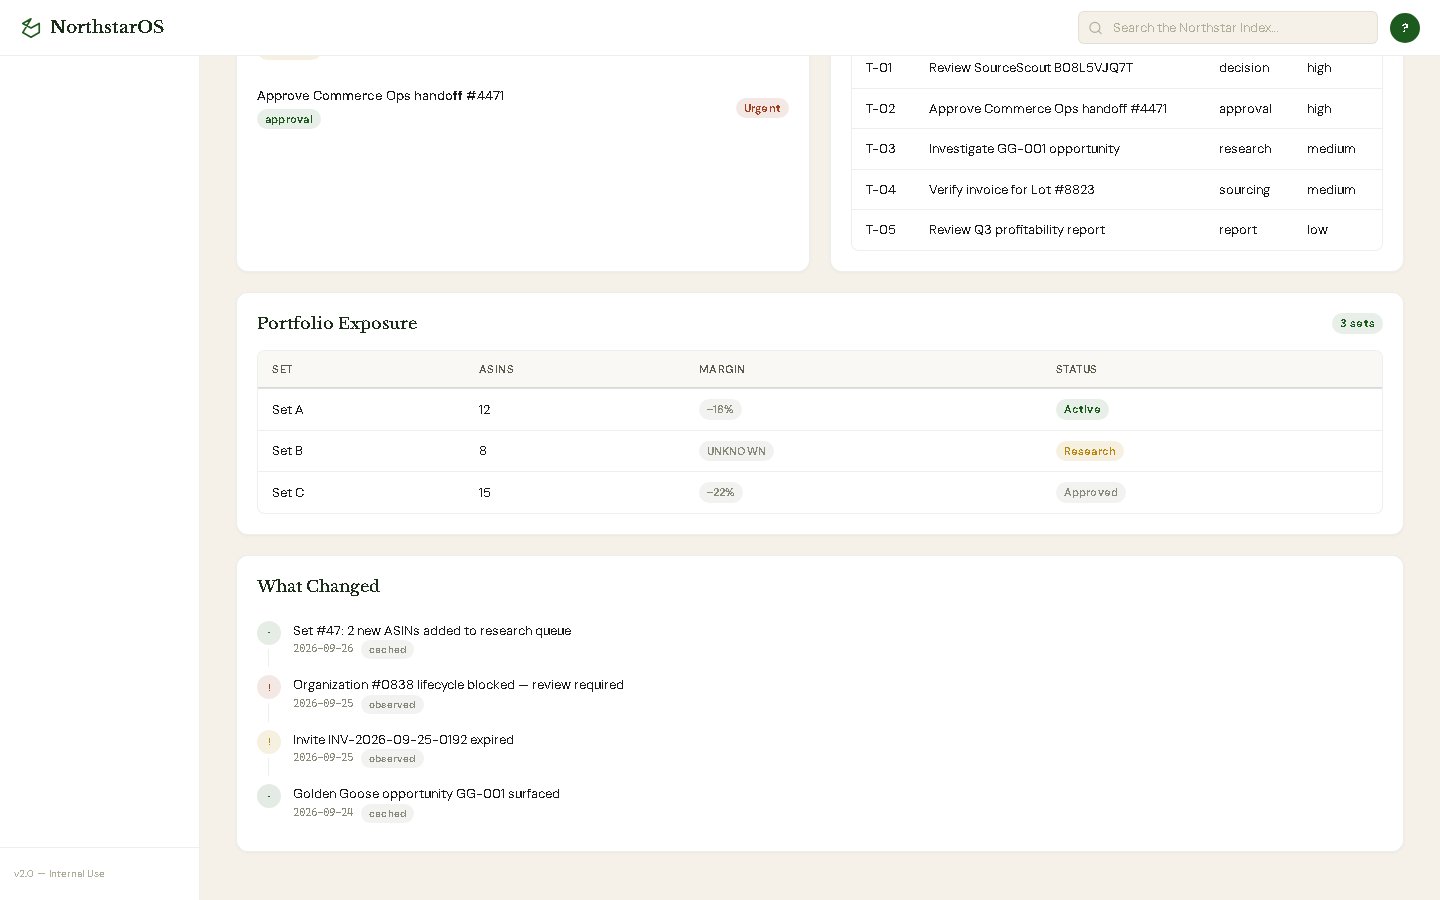 NorthstarOS
Search the Northstar Index...
?
Approve Commerce Ops handoff #4471
approval
Urgent
T-01 Review SourceScout B08L5VJQ7T decision high
T-02 Approve Commerce Ops handoff #4471 approval high
T-03 Investigate GG-001 opportunity research medium
T-04 Verify invoice for Lot #8823 sourcing medium
T-05 Review Q3 profitability report report low
Portfolio Exposure
3 sets
SET ASINS MARGIN STATUS
Set A 12 ~18% Active
Set B 8 UNKNOWN Research
Set C 15 ~22% Approved
What Changed
Set #47: 2 new ASINs added to research queue
2026-09-26 cached
! Organization #0838 lifecycle blocked — review required
2026-09-25 observed
! Invite INV-2026-09-25-0192 expired
2026-09-25 observed
Golden Goose opportunity GG-001 surfaced
2026-09-24 cached
v2.0 — Internal Use